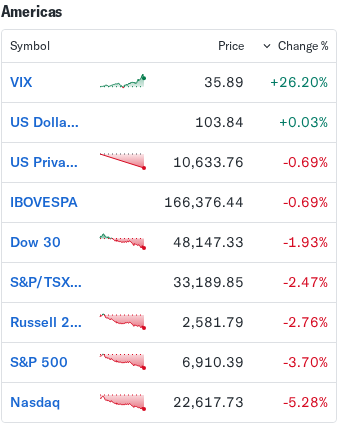 Americas
Symbol Price Change %
VIX 35.89 +26.20%
US Dolla... 103.84 +0.03%
US Priva... 10,633.76 -0.69%
IBOVESPA 166,376.44 -0.69%
Dow 30 48,147.33 -1.93%
S&P/TSX... 33,189.85 -2.47%
Russell 2... 2,581.79 -2.76%
S&P 500 6,910.39 -3.70%
Nasdaq 22,617.73 -5.28%